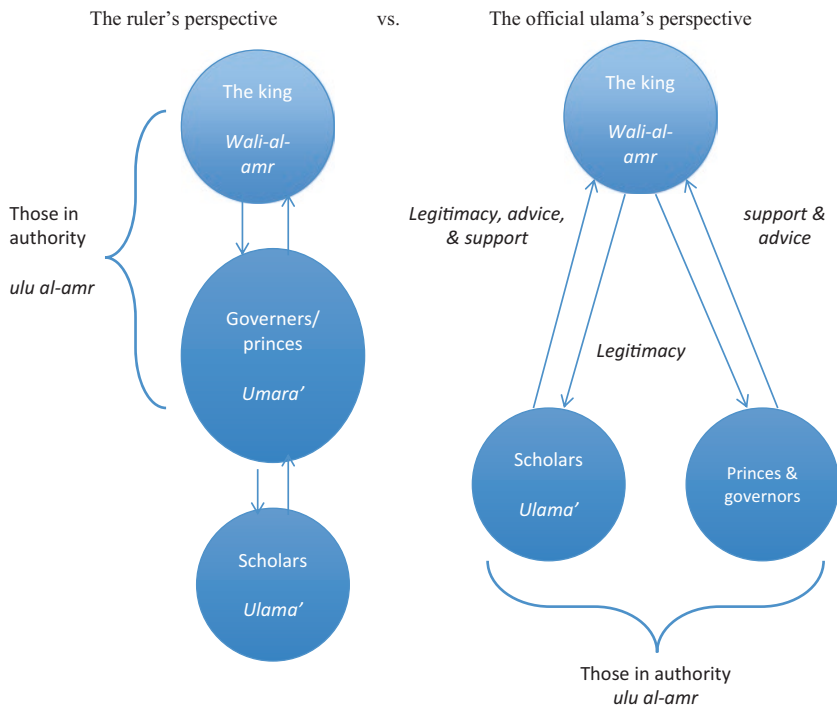 The ruler’s perspective vs. The official ulama’s perspective
The king
Wali-al-
amr
Those in
authority
ulu al-amr
Governers/
princes
Umara’
Scholars
Ulama’
The king
Wali-al-
amr
Legitimacy, advice,
& support
support &
advice
Legitimacy
Scholars
Ulama’
Princes &
governors
Those in authority
ulu al-amr